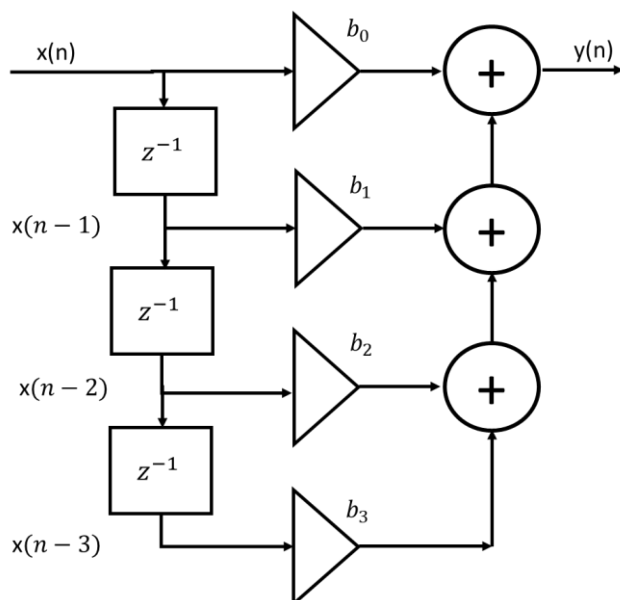 x(n)
b₀
+
y(n)
z⁻¹
x(n − 1)
b₁
+
z⁻¹
x(n − 2)
b₂
+
z⁻¹
x(n − 3)
b₃